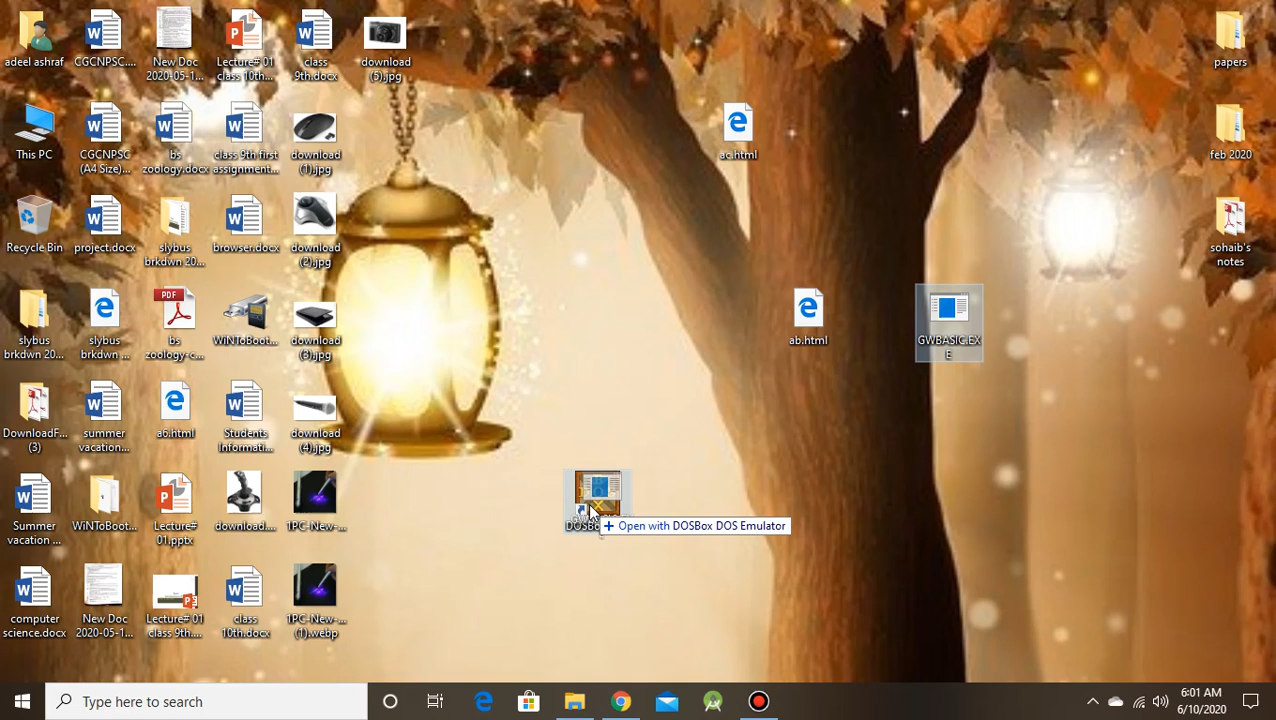 adeel ashraf
CGCNPSC....
New Doc
2020-05-1...
Lecture# 01
class 10th...
class
9th.docx
download
(5).jpg
papers
This PC
CGCNPSC
(A4 Size)...
bs
zoology.docx
class 9th first
assignment...
download
(1).jpg
ac.html
feb 2020
Recycle Bin
project.docx
slybus
brkdwn 20...
browser.docx
download
(2).jpg
sohaib's
notes
slybus
brkdwn 20...
slybus
brkdwn ...
PDF
bs
zoology-c...
WiNToBoot...
download
(3).jpg
ab.html
GWBASIC.EX
E
DownloadF...
(3)
summer
vacation...
a6.html
Students
Informati...
download
(4).jpg
Summer
vacation ...
WiNToBoot...
Lecture#
01.pptx
download....
1PC-New-...
Open with DOSBox DOS Emulator
computer
science.docx
New Doc
2020-05-1...
Lecture# 01
class 9th....
class
10th.docx
1PC-New-...
(1).webp
Type here to search
6:01 AM
6/10/2020